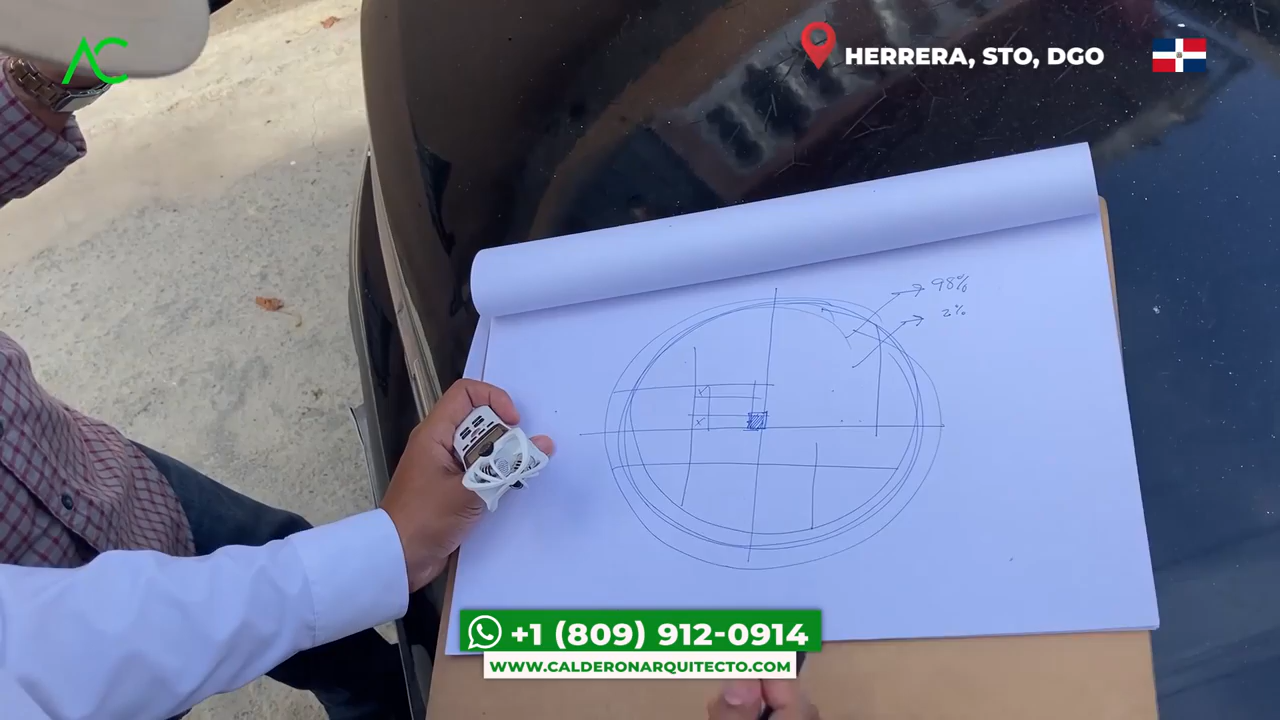 AC
HERRERA, STO, DGO
98%
2%
+1 (809) 912-0914
WWW.CALDERONARQUITECTO.COM